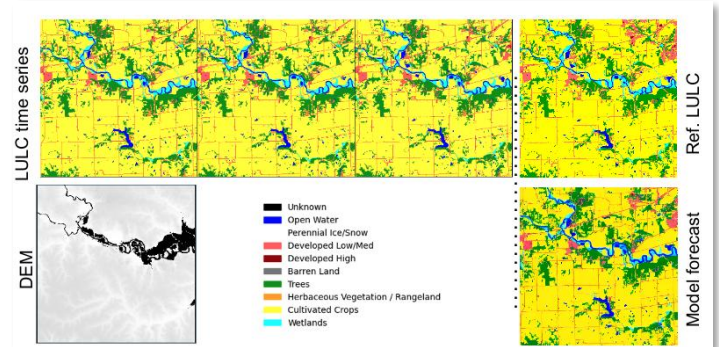 LULC time series
Ref. LULC
DEM
Unknown
Open Water
Perennial Ice/Snow
Developed Low/Med
Developed High
Barren Land
Trees
Herbaceous Vegetation / Rangeland
Cultivated Crops
Wetlands
Model forecast